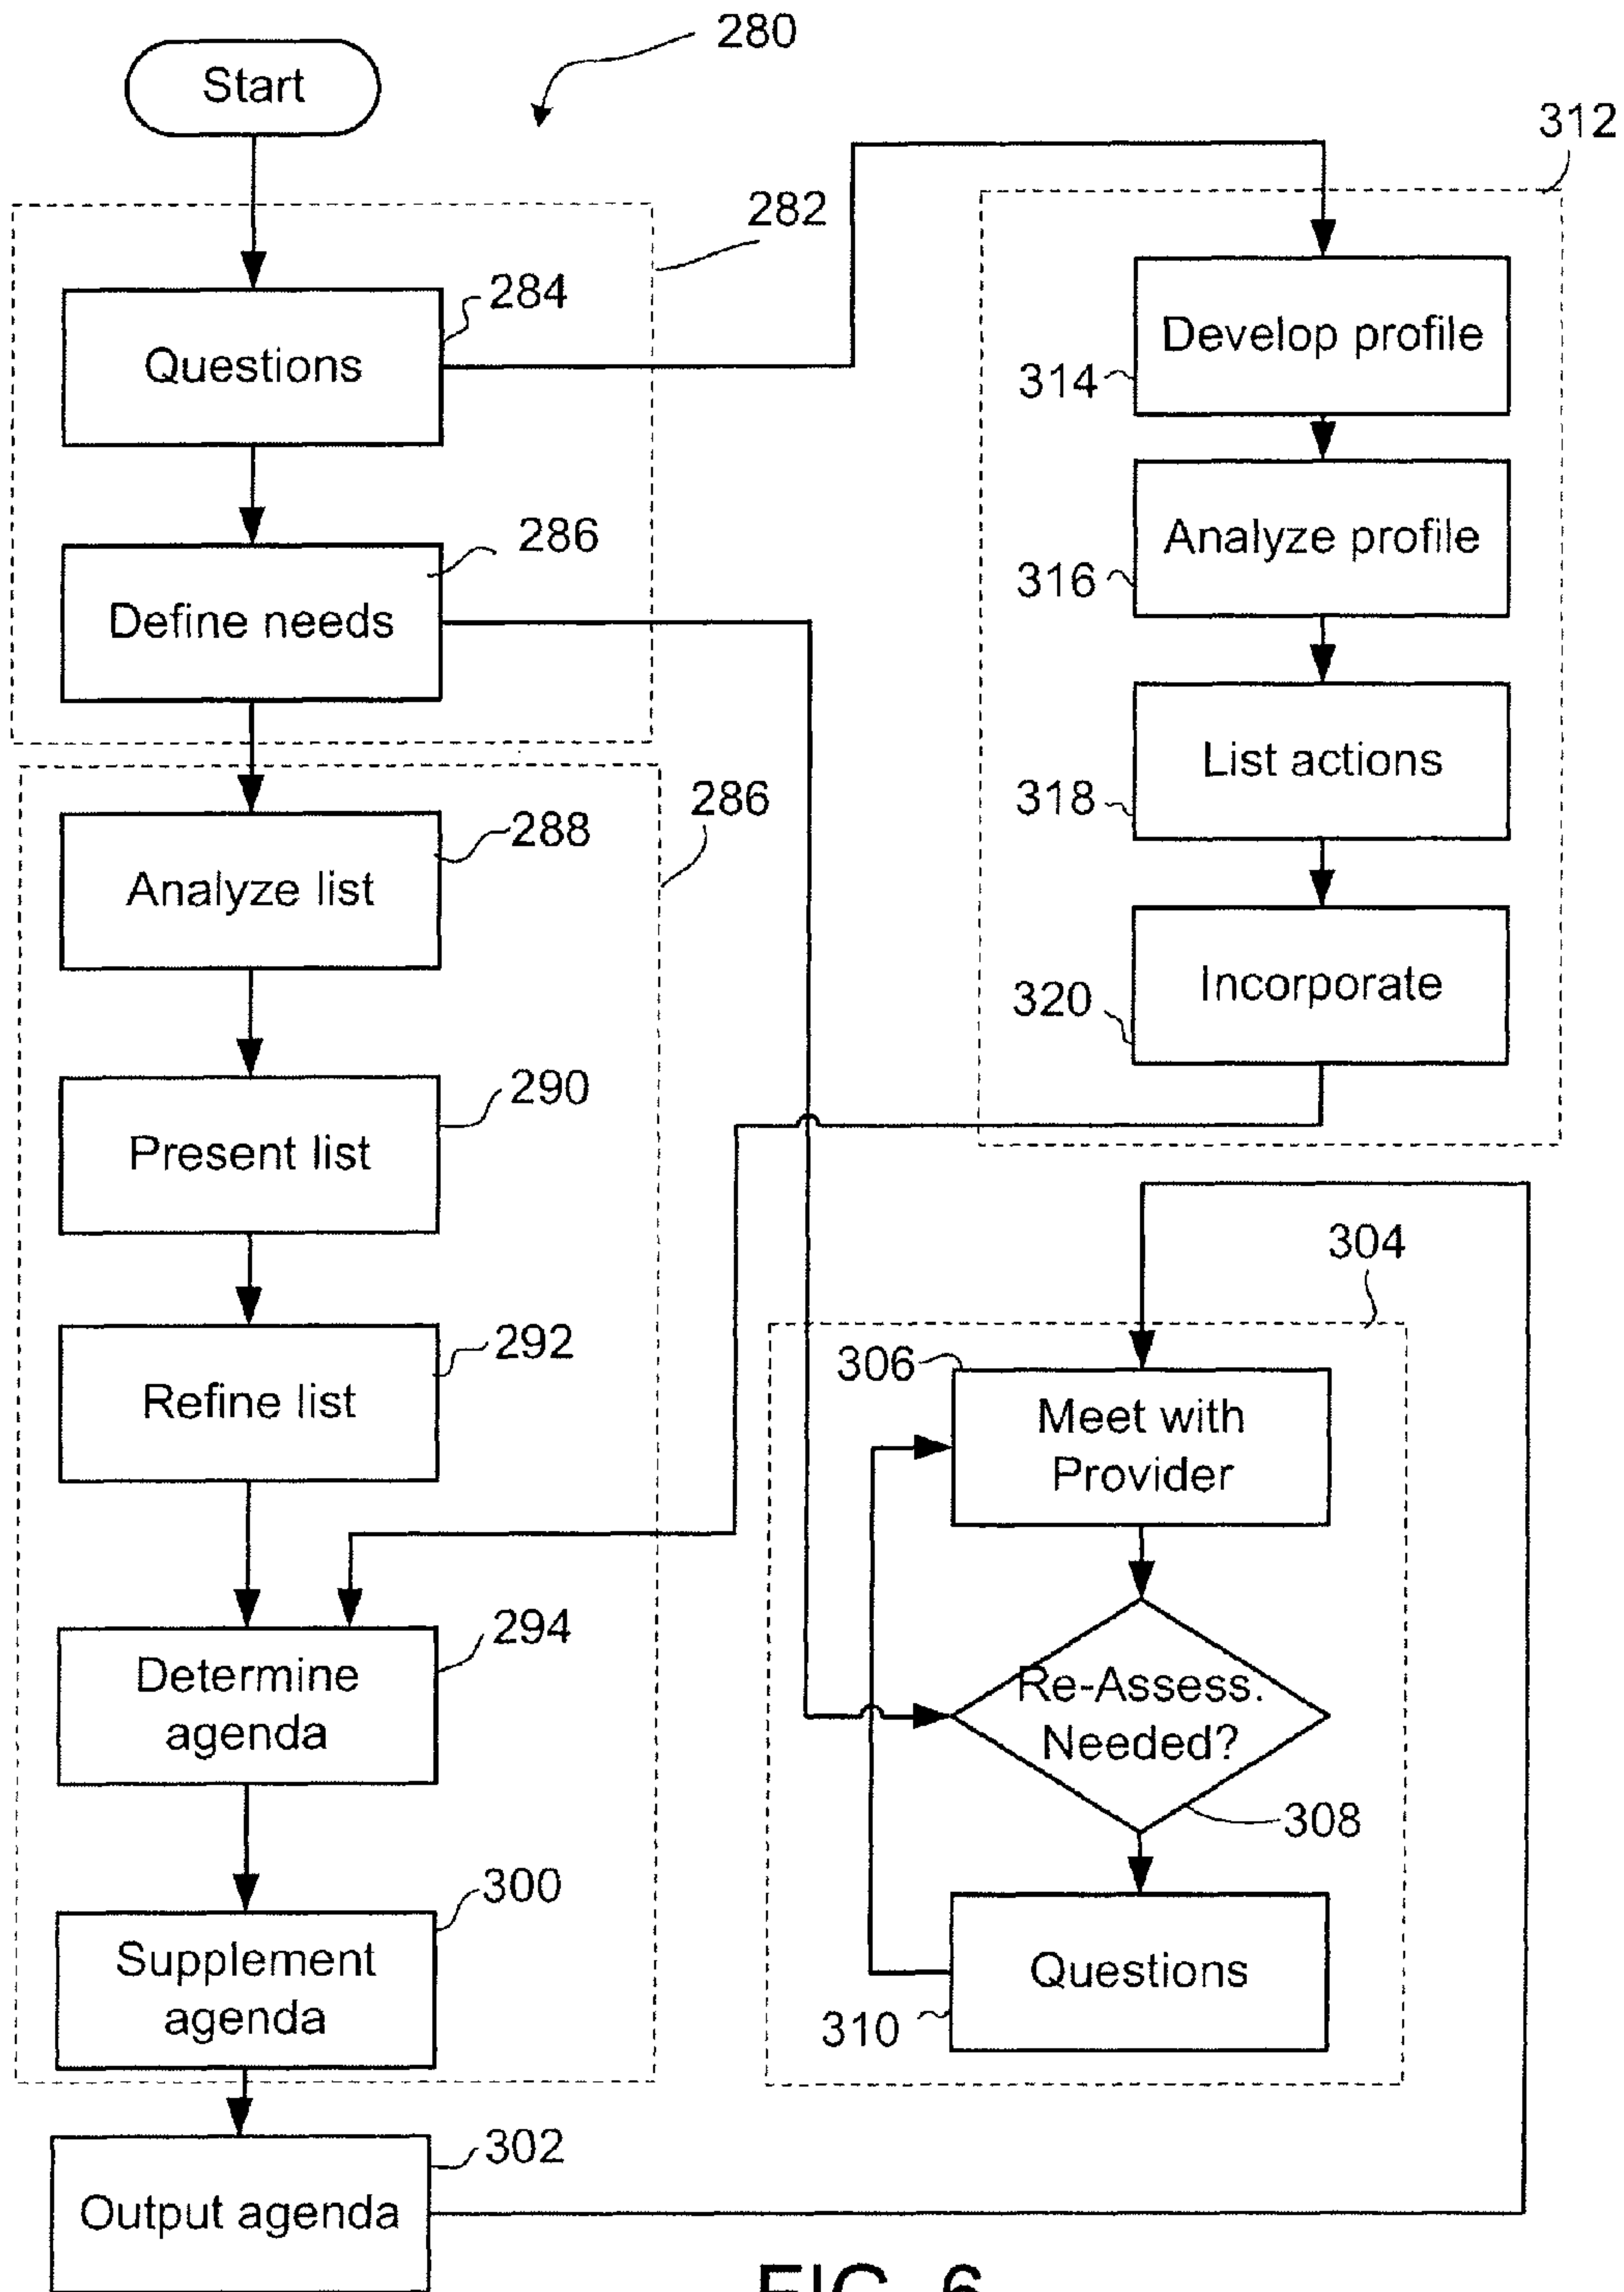 280
Start
312
282
284
Questions
Develop profile
314
286
Define needs
Analyze profile
316
List actions
318
286
288
Analyze list
Incorporate
320
290
Present list
304
292
Refine list
306
Meet with
Provider
294
Determine
agenda
Re-Assess.
Needed?
308
300
Supplement
agenda
Questions
310
302
Output agenda
FIG. 6